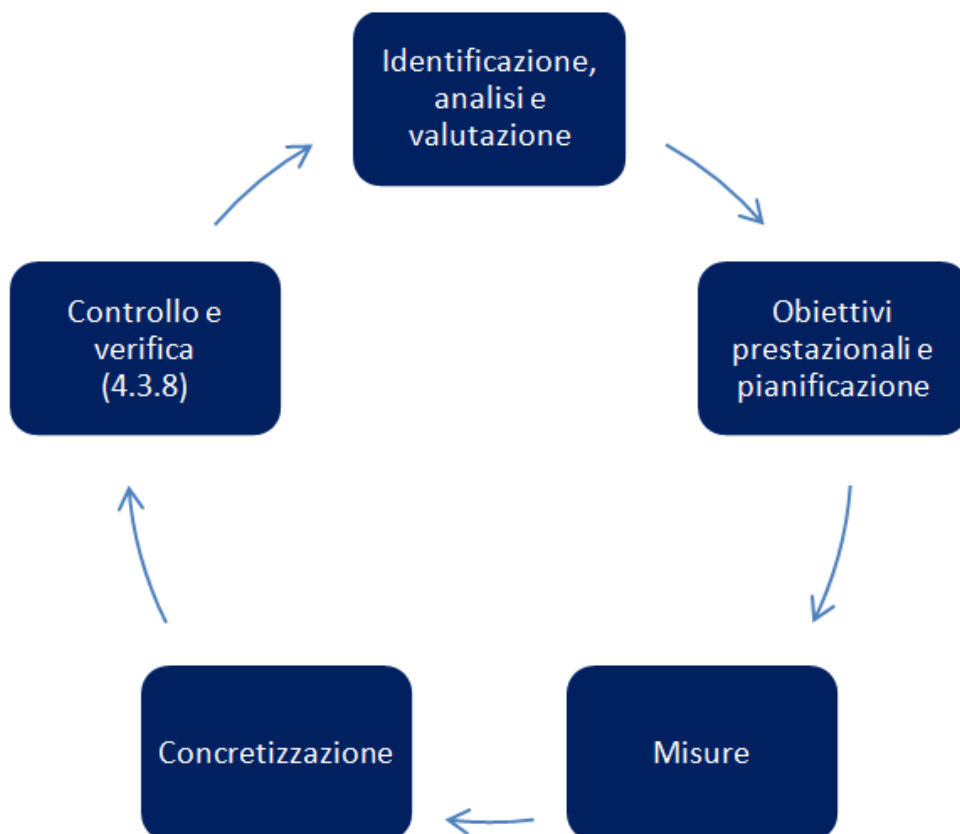 Identificazione,
analisi e
valutazione
Obiettivi
prestazionali e
pianificazione
Misure
Concretizzazione
Controllo e
verifica
(4.3.8)